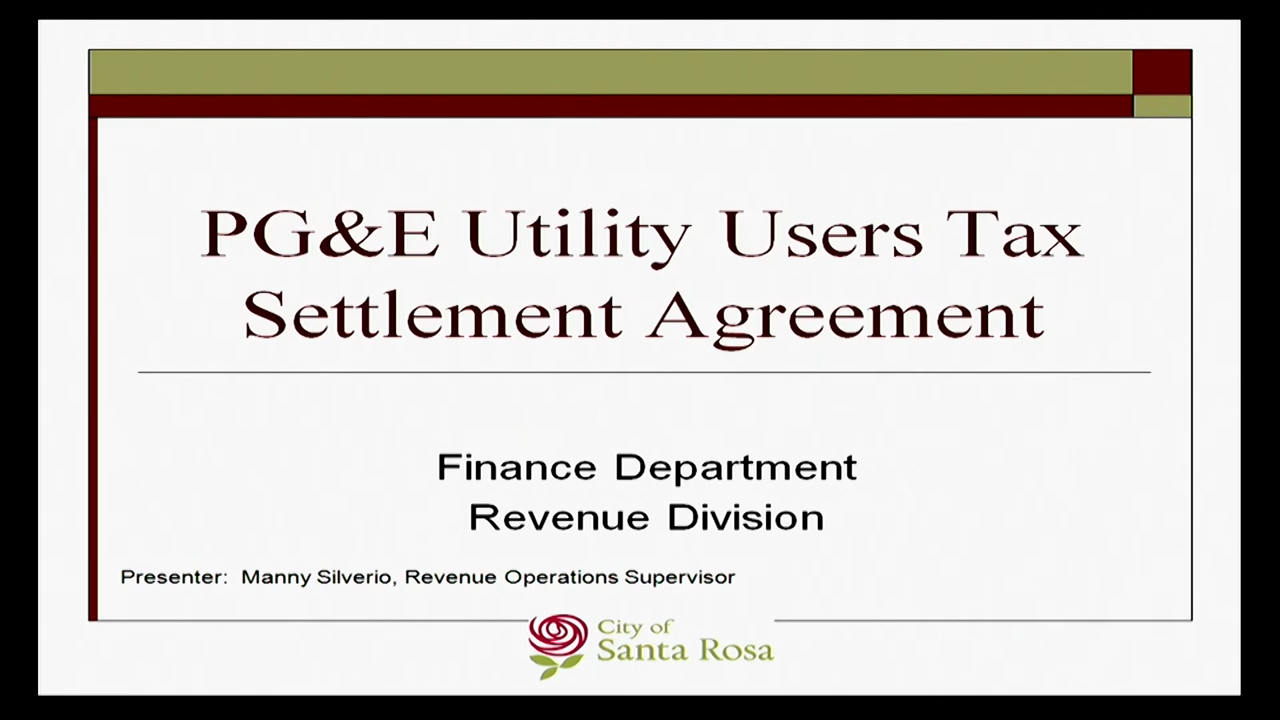 PG&E Utility Users Tax
Settlement Agreement
Finance Department
Revenue Division
Presenter: Manny Silverio, Revenue Operations Supervisor
City of
Santa Rosa